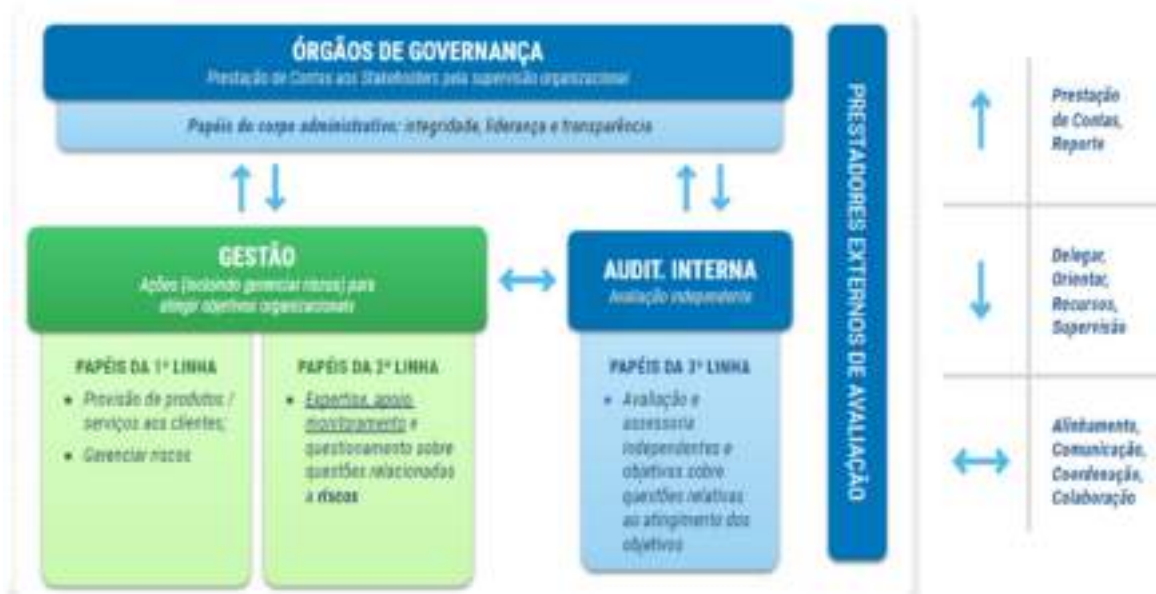 ÓRGÃOS DE GOVERNANÇA
Prestação de Contas aos Stakeholders pela supervisão organizacional
Papéis do corpo administrativo: integridade, liderança e transparência
GESTÃO
Ações (incluindo gerenciar riscos) para
atingir objetivos organizacionais
PAPÉIS DA 1ª LINHA
• Provisão de produtos /
serviços aos clientes;
• Gerenciar riscos
PAPÉIS DA 2ª LINHA
• Expertise, apoio,
monitoramento e
questionamento sobre
questões relacionadas
a riscos
AUDIT. INTERNA
Avaliação independente
PAPÉIS DA 3ª LINHA
• Avaliação e
assessoria
independentes e
objetivos sobre
questões relativas
ao atingimento dos
objetivos
PRESTADORES EXTERNOS DE AVALIAÇÃO
Prestação
de Contas,
Reporte
Delegar,
Orientar,
Recursos,
Supervisão
Alinhamento,
Comunicação,
Coordenação,
Colaboração